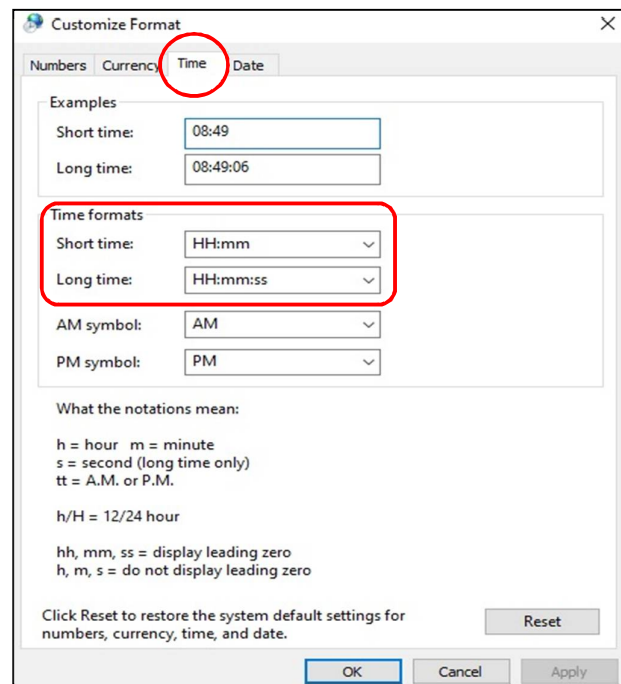 Customize Format
Numbers Currency Time Date
Examples
Short time: 08:49
Long time: 08:49:06
Time formats
Short time: HH:mm
Long time: HH:mm:ss
AM symbol: AM
PM symbol: PM
What the notations mean:
h = hour m = minute
s = second (long time only)
tt = A.M. or P.M.
h/H = 12/24 hour
hh, mm, ss = display leading zero
h, m, s = do not display leading zero
Click Reset to restore the system default settings for
numbers, currency, time, and date.
Reset
OK Cancel Apply